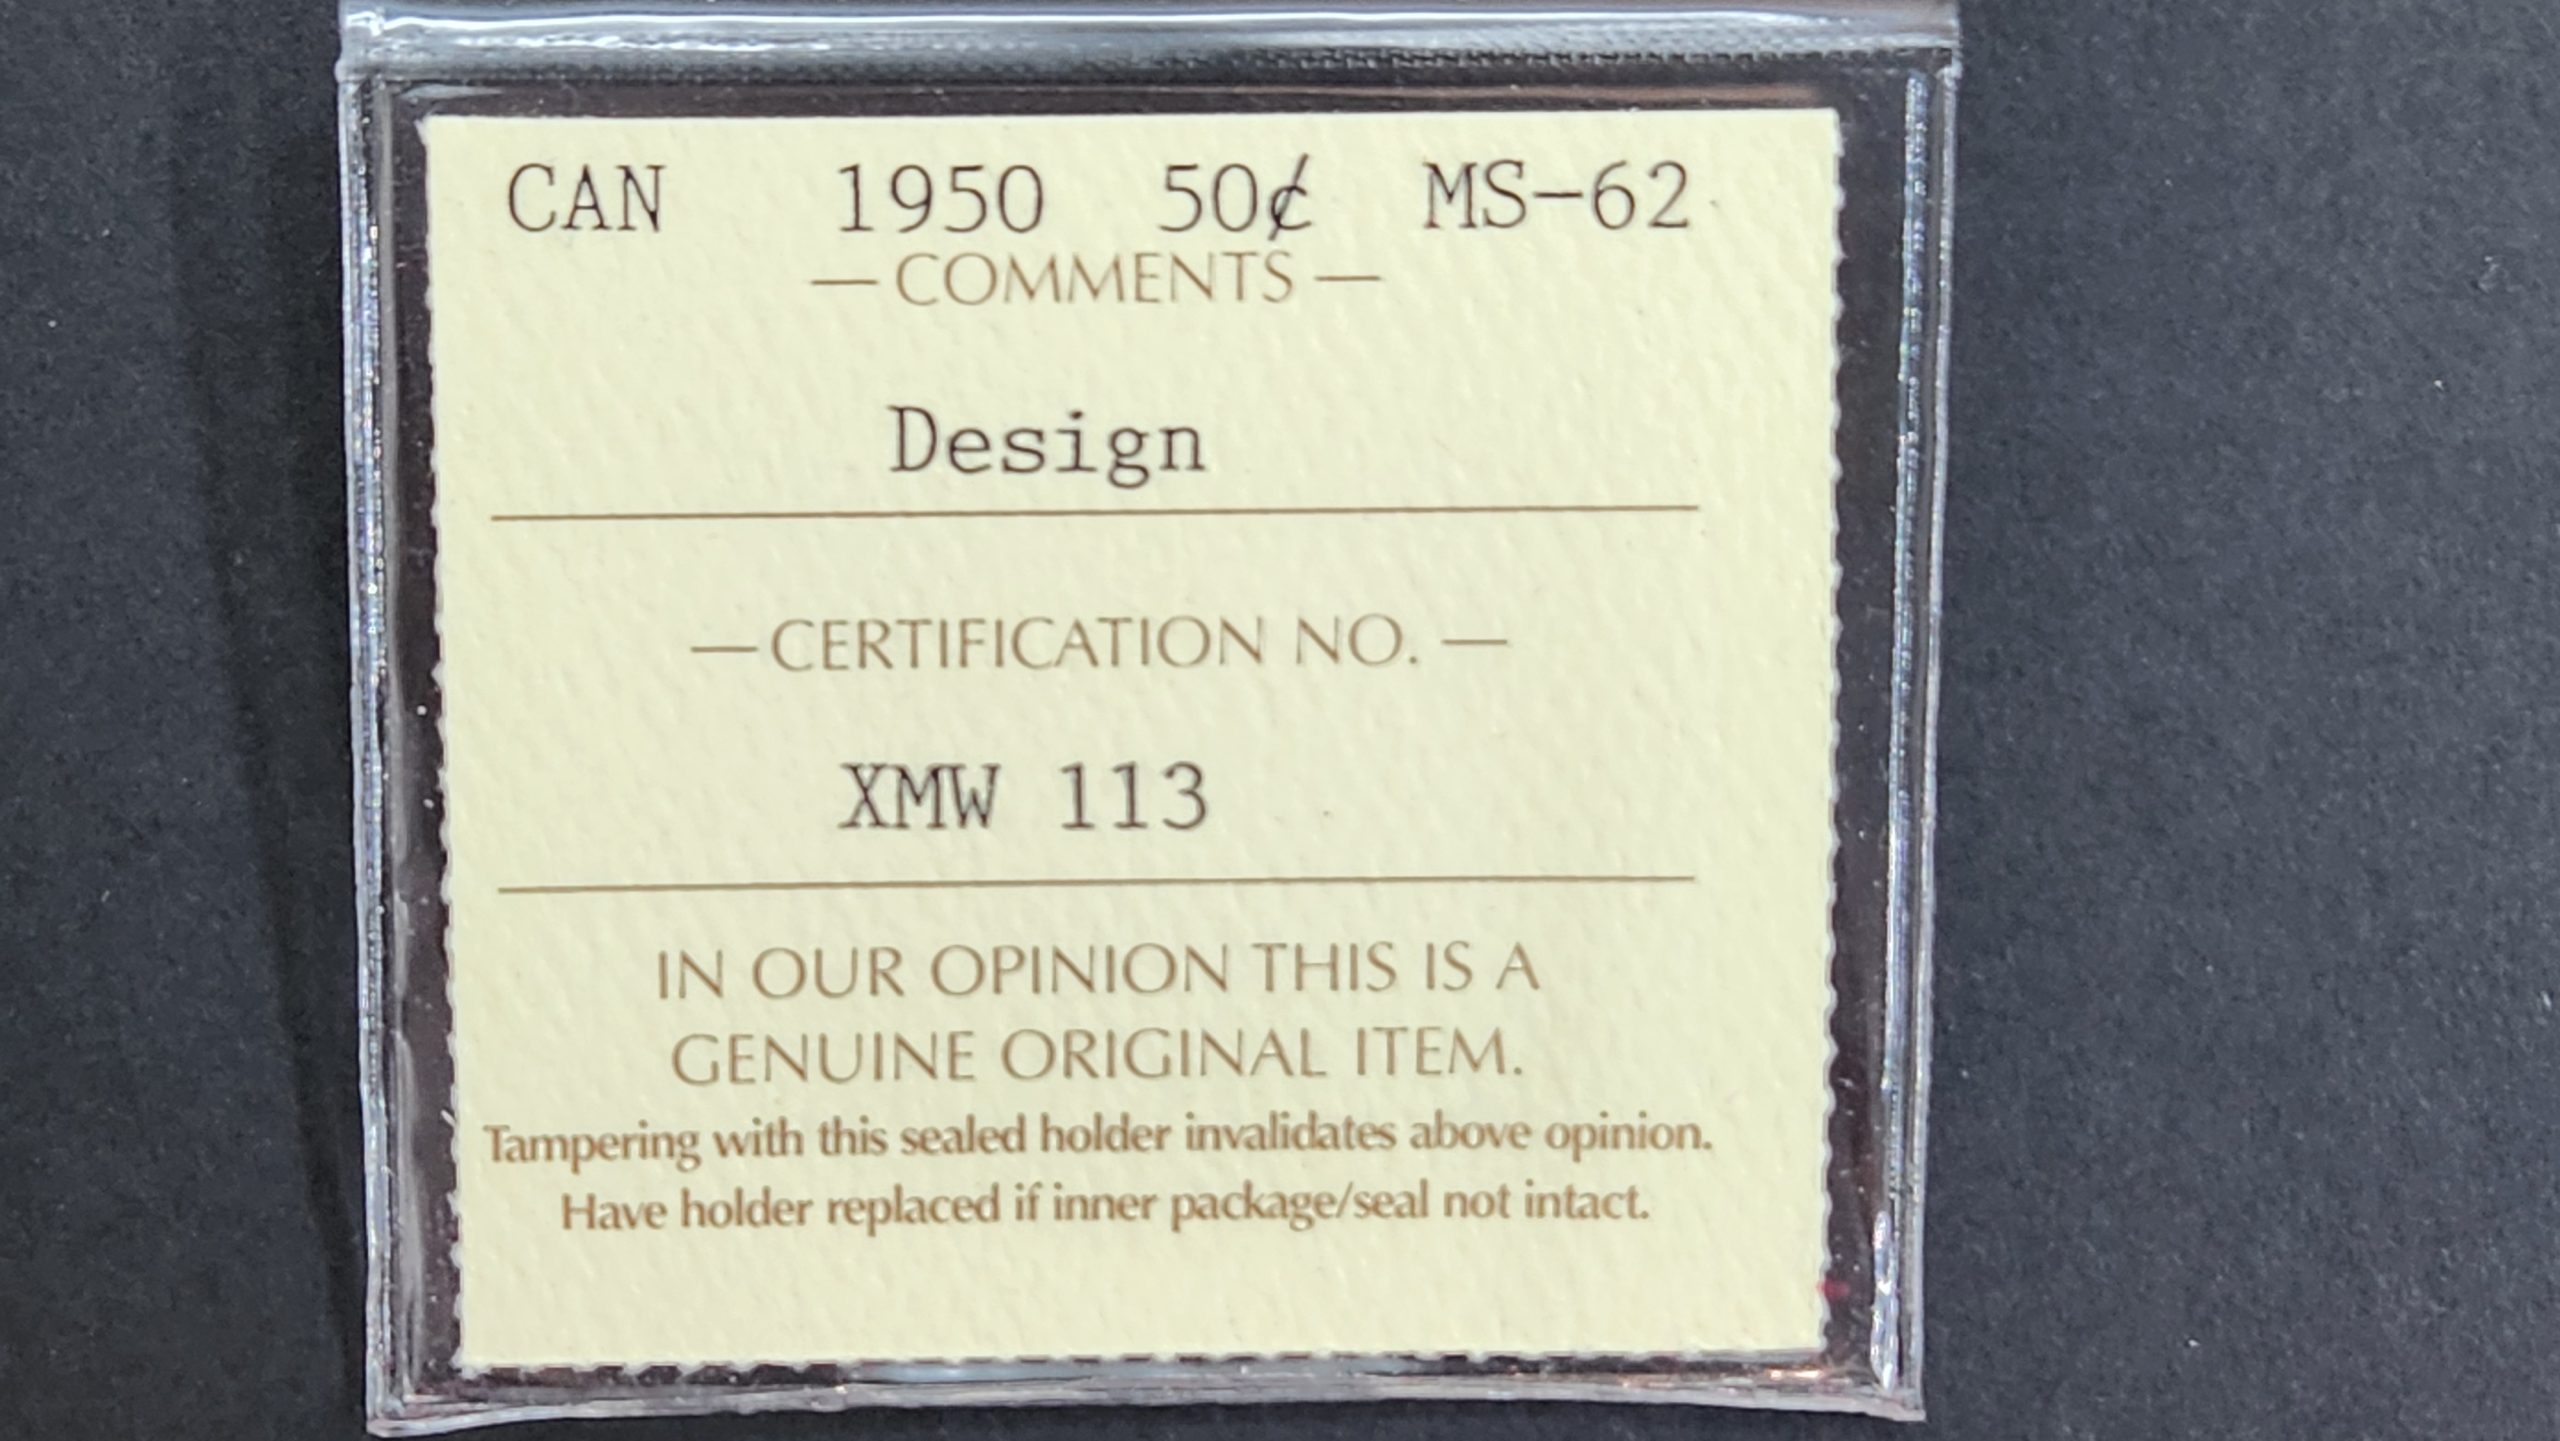 CAN 1950 50¢ MS-62
— COMMENTS —
Design
— CERTIFICATION NO. —
XMW 113
IN OUR OPINION THIS IS A
GENUINE ORIGINAL ITEM.
Tampering with this sealed holder invalidates above opinion.
Have holder replaced if inner package/seal not intact.